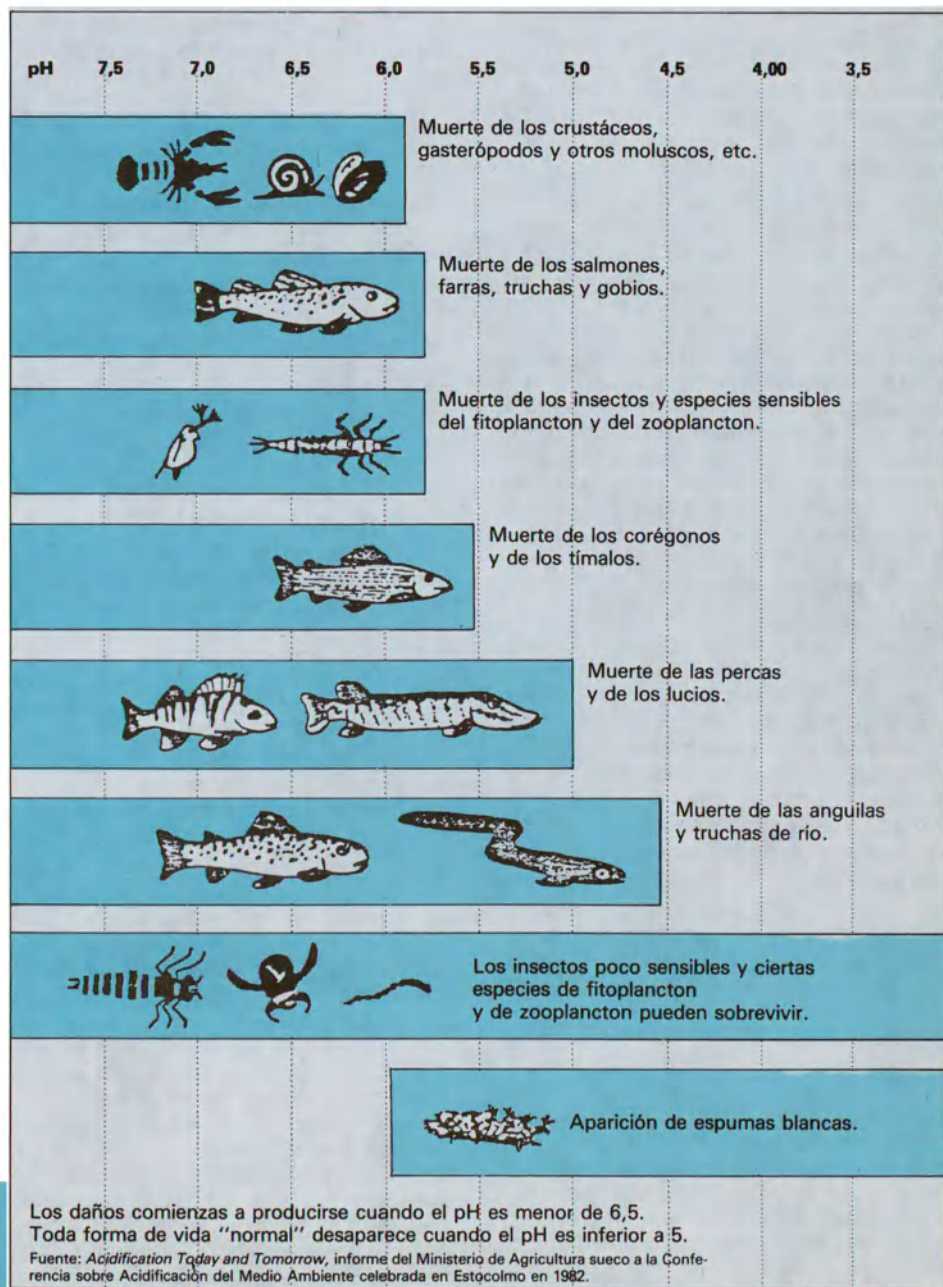 pH 7,5 7,0 6,5 6,0 5,5 5,0 4,5 4,00 3,5
Muerte de los crustáceos,
gasterópodos y otros moluscos, etc.
Muerte de los salmones,
farras, truchas y gobios.
Muerte de los insectos y especies sensibles
del fitoplancton y del zooplancton.
Muerte de los corégonos
y de los tímalos.
Muerte de las percas
y de los lucios.
Muerte de las anguilas
y truchas de río.
Los insectos poco sensibles y ciertas
especies de fitoplancton
y de zooplancton pueden sobrevivir.
Aparición de espumas blancas.
Los daños comienzas a producirse cuando el pH es menor de 6,5.
Toda forma de vida "normal" desaparece cuando el pH es inferior a 5.
Fuente: Acidification Today and Tomorrow, informe del Ministerio de Agricultura sueco a la Confe-
rencia sobre Acidificación del Medio Ambiente celebrada en Estocolmo en 1982.